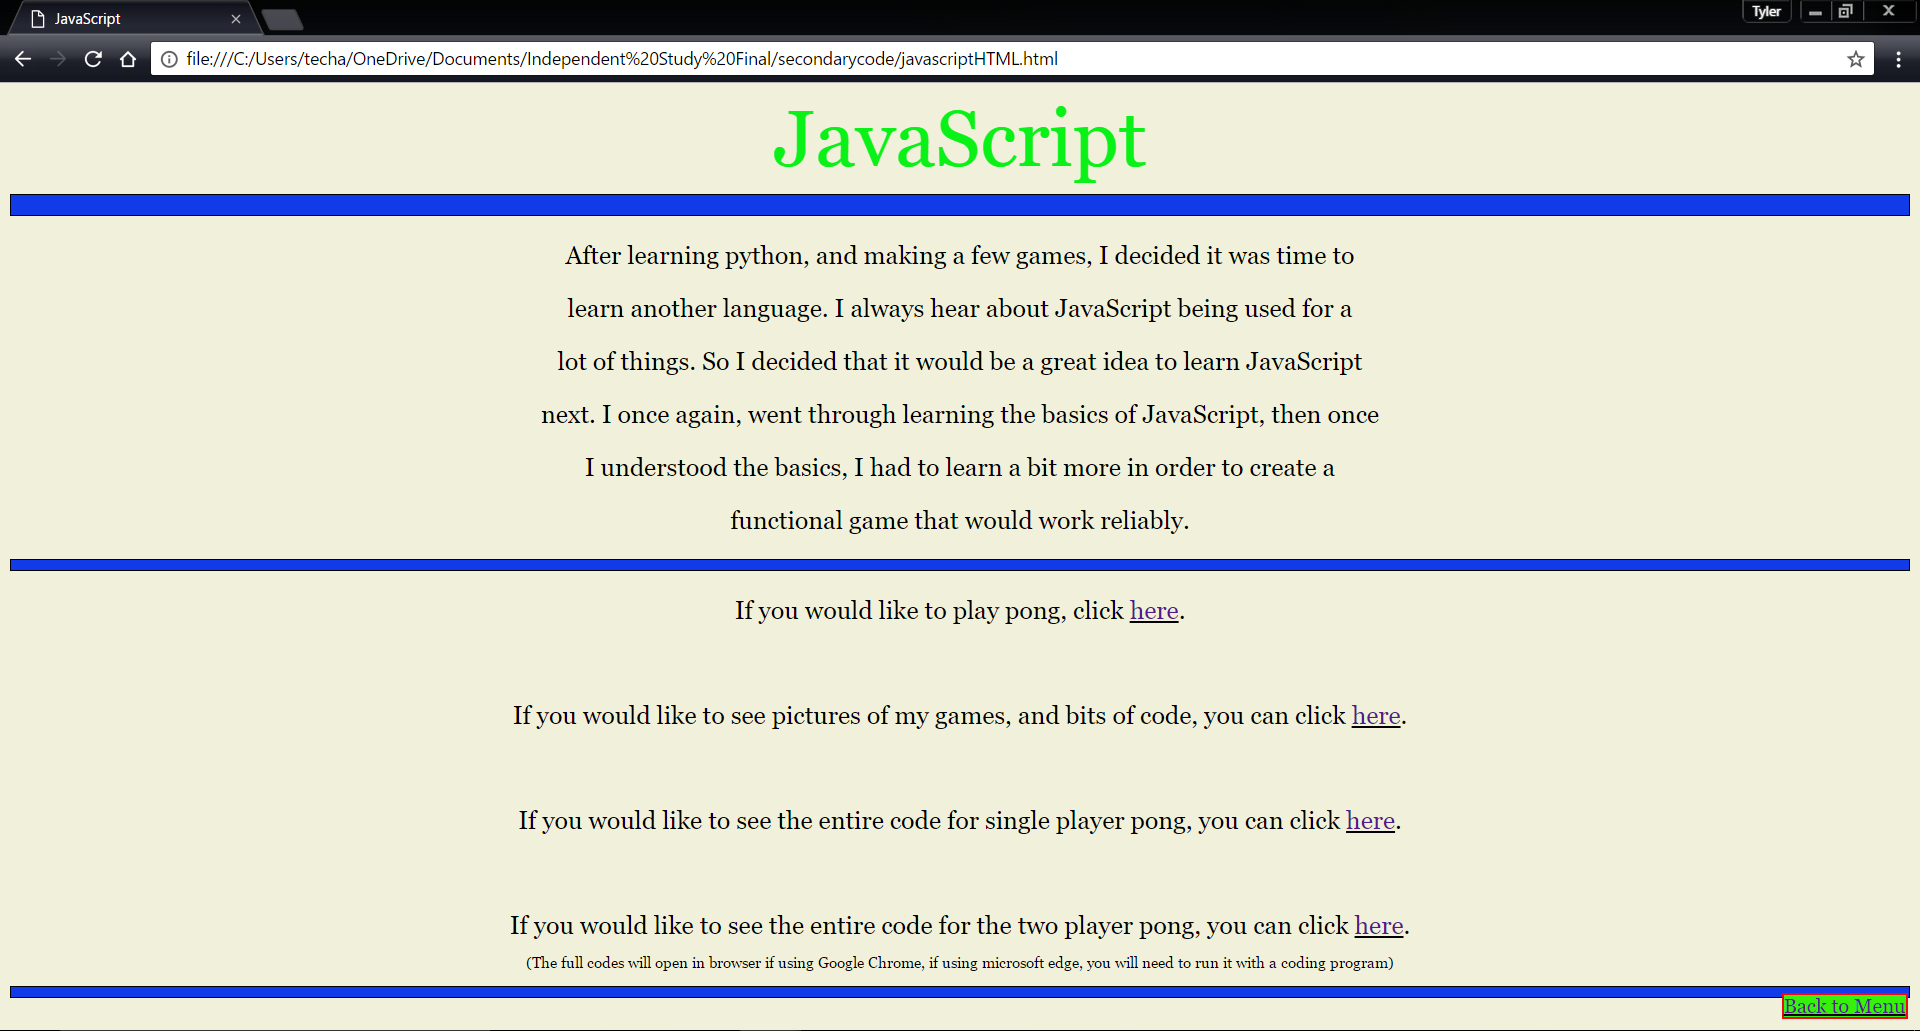 JavaScript
Tyler
file:///C:/Users/techa/OneDrive/Documents/Independent%20Study%20Final/secondarycode/javascriptHTML.html
JavaScript
After learning python, and making a few games, I decided it was time to
learn another language. I always hear about JavaScript being used for a
lot of things. So I decided that it would be a great idea to learn JavaScript
next. I once again, went through learning the basics of JavaScript, then once
I understood the basics, I had to learn a bit more in order to create a
functional game that would work reliably.
If you would like to play pong, click here.
If you would like to see pictures of my games, and bits of code, you can click here.
If you would like to see the entire code for single player pong, you can click here.
If you would like to see the entire code for the two player pong, you can click here.
(The full codes will open in browser if using Google Chrome, if using microsoft edge, you will need to run it with a coding program)
Back to Menu